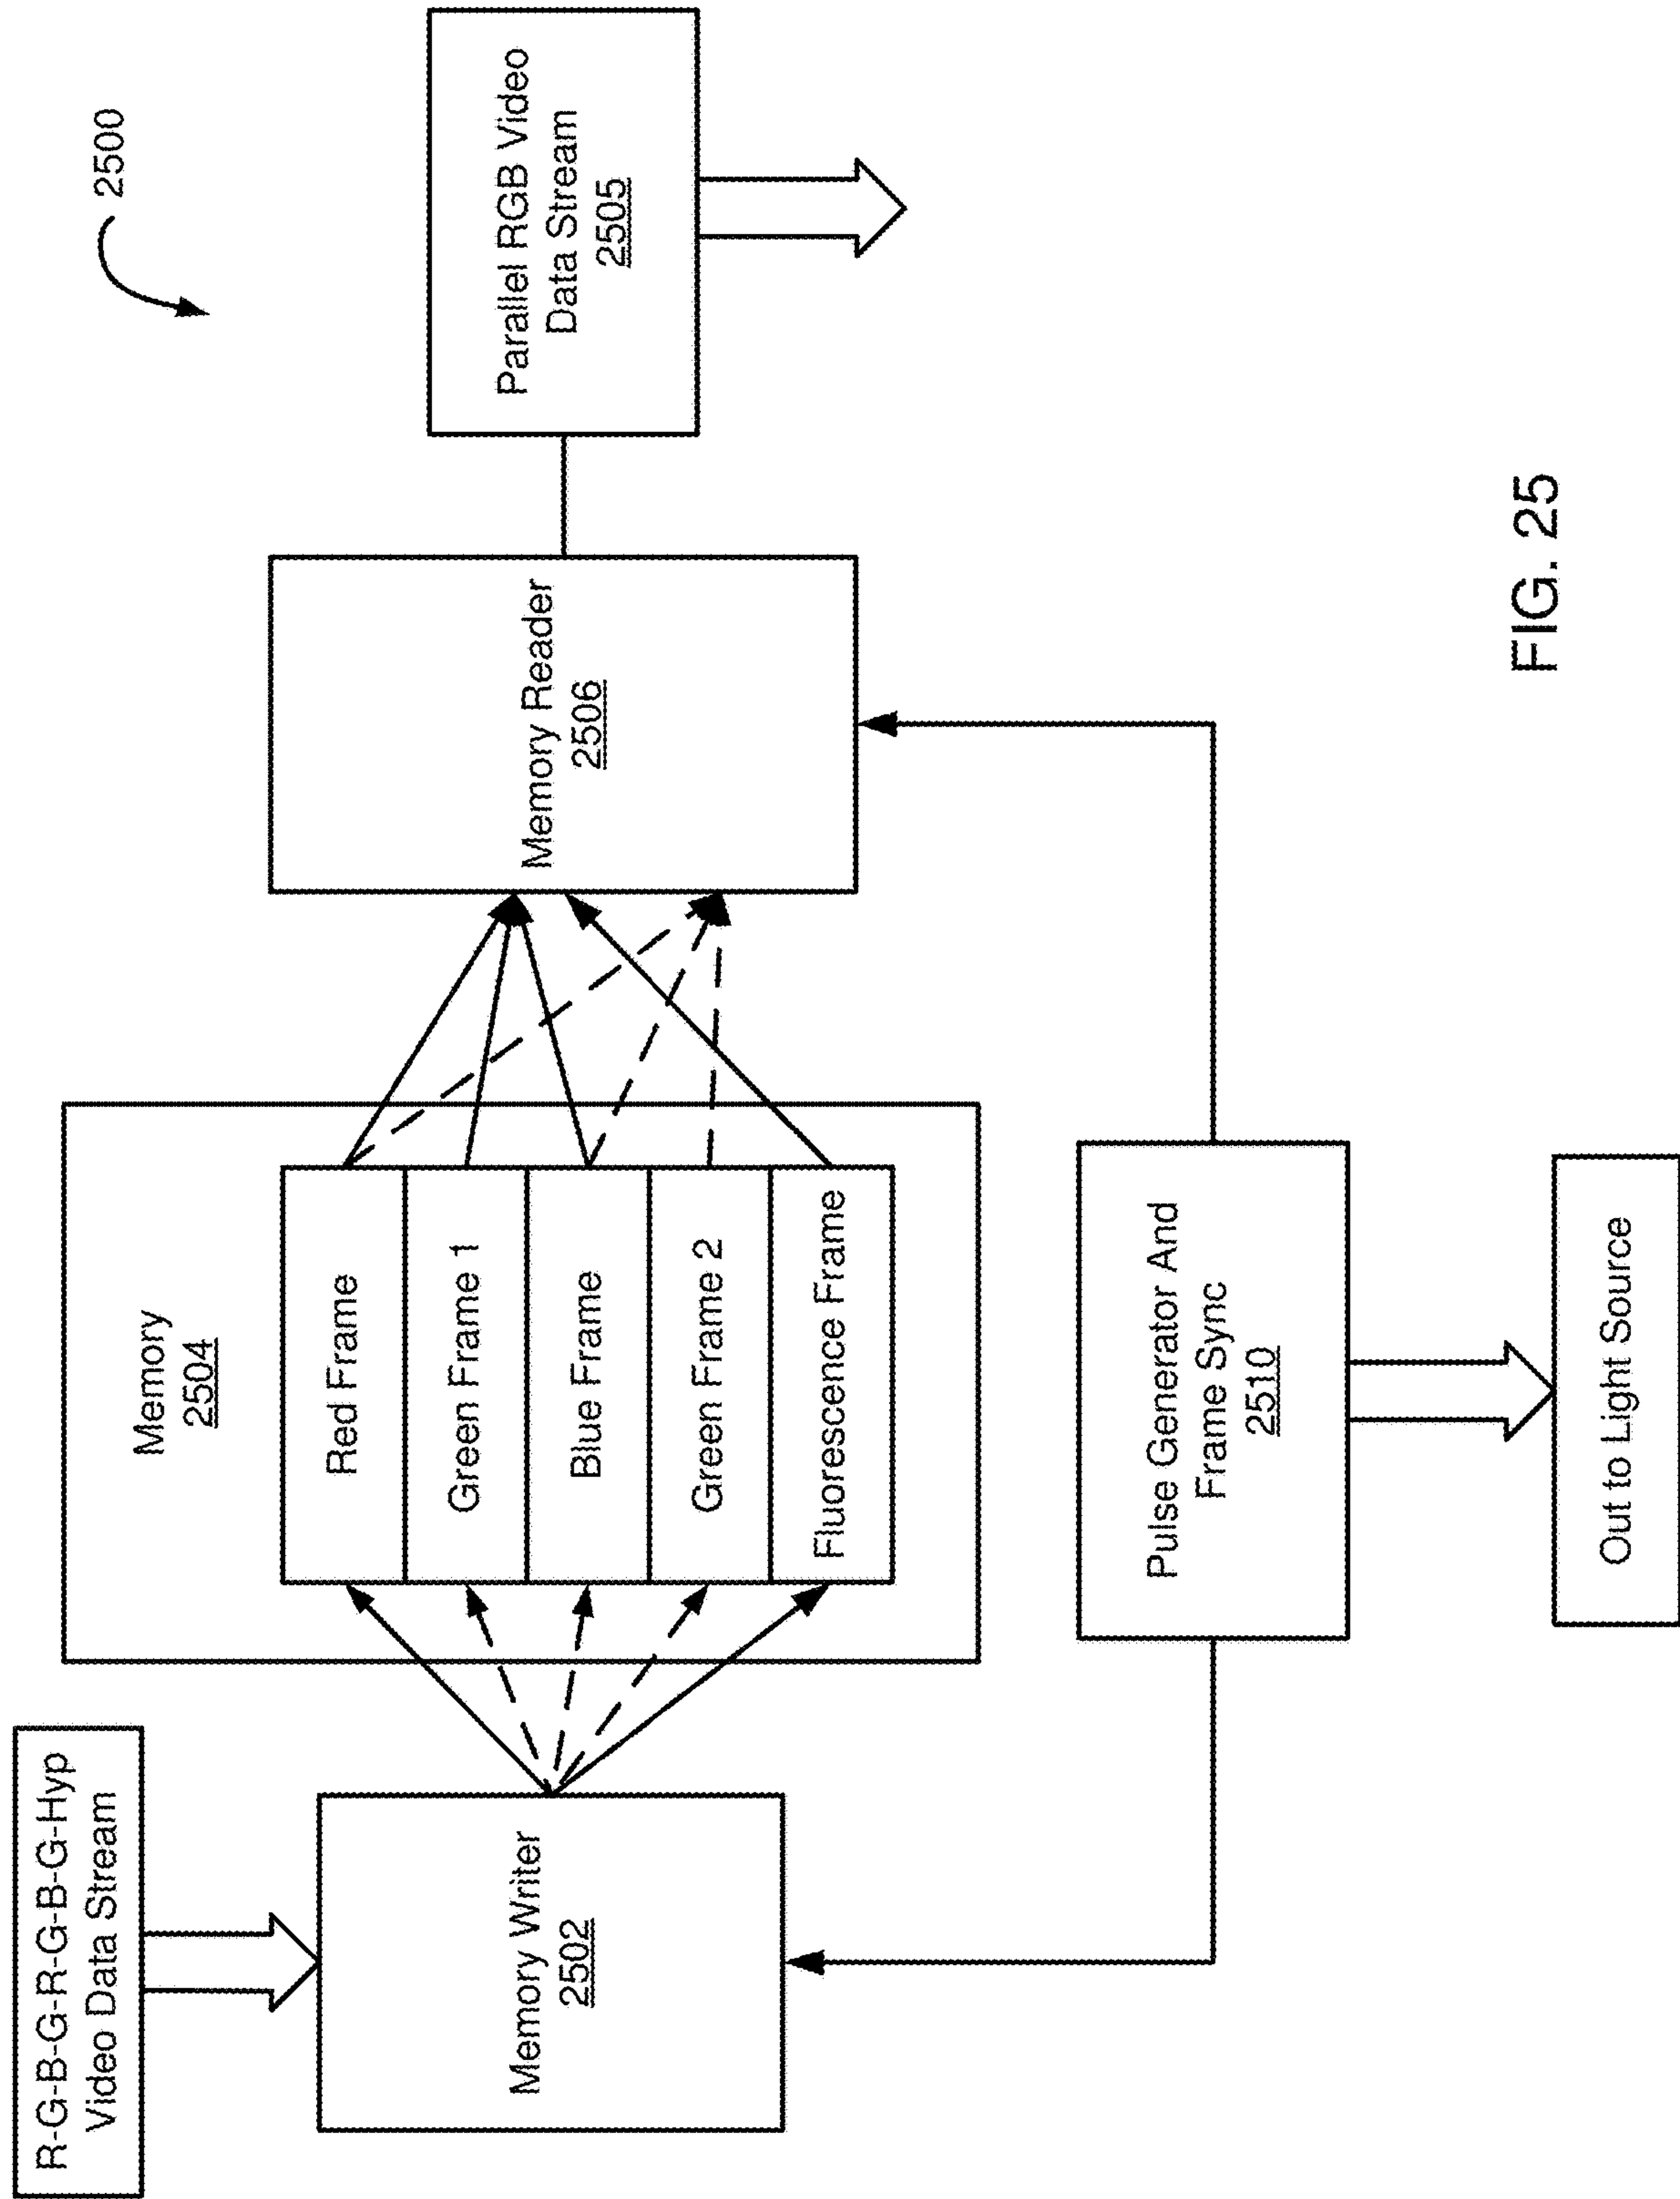 2500
R-G-B-G-R-G-B-G-Hyp
Video Data Stream
Memory Writer
2502
Memory
2504
Red Frame
Green Frame 1
Blue Frame
Green Frame 2
Fluorescence Frame
Memory Reader
2506
Parallel RGB Video
Data Stream
2505
Pulse Generator And
Frame Sync
2510
Out to Light Source
FIG. 25